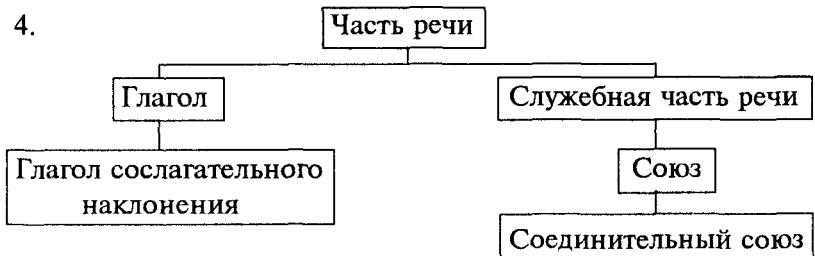 4.
Часть речи
Глагол
Служебная часть речи
Глагол сослагательного
наклонения
Союз
Соединительный союз